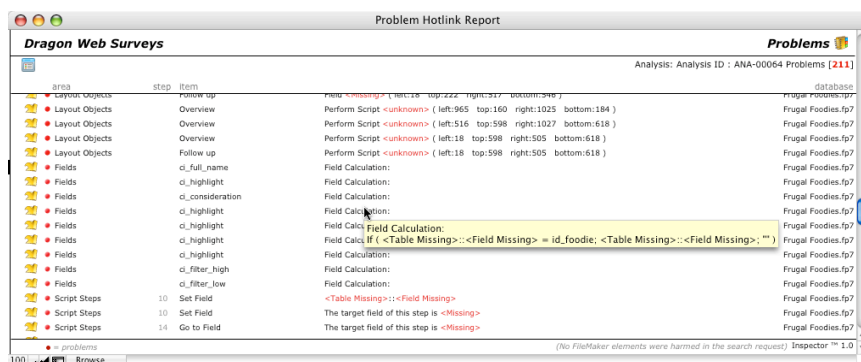 Problem Hotlink Report
Dragon Web Surveys Problems
Analysis: Analysis ID : ANA-00064 Problems [211]
area step item database
Layout Objects Follow up Field <Missing> ( left:18 top:222 right:517 bottom:546 ) Frugal Foodies.fp7
Layout Objects Overview Perform Script <unknown> ( left:965 top:160 right:1025 bottom:184 ) Frugal Foodies.fp7
Layout Objects Overview Perform Script <unknown> ( left:516 top:598 right:1027 bottom:618 ) Frugal Foodies.fp7
Layout Objects Overview Perform Script <unknown> ( left:18 top:598 right:505 bottom:618 ) Frugal Foodies.fp7
Layout Objects Follow up Perform Script <unknown> ( left:18 top:598 right:505 bottom:618 ) Frugal Foodies.fp7
Fields ci_full_name Field Calculation: Frugal Foodies.fp7
Fields ci_highlight Field Calculation: Frugal Foodies.fp7
Fields ci_consideration Field Calculation: Frugal Foodies.fp7
Fields ci_highlight Field Calculation: Frugal Foodies.fp7
Fields ci_highlight Field Calcu
Field Calculation:
If ( <Table Missing>::<Field Missing> = id_foodie; <Table Missing>::<Field Missing>; "" )
Frugal Foodies.fp7
Fields ci_highlight Field Calcu Frugal Foodies.fp7
Fields ci_highlight Field Calculation: Frugal Foodies.fp7
Fields ci_filter_high Field Calculation: Frugal Foodies.fp7
Fields ci_filter_low Field Calculation: Frugal Foodies.fp7
Script Steps 10 Set Field <Table Missing>::<Field Missing> Frugal Foodies.fp7
Script Steps 10 Set Field The target field of this step is <Missing> Frugal Foodies.fp7
Script Steps 14 Go to Field The target field of this step is <Missing> Frugal Foodies.fp7
= problems (No FileMaker elements were harmed in the search request) Inspector ™ 1.0
100 Browse